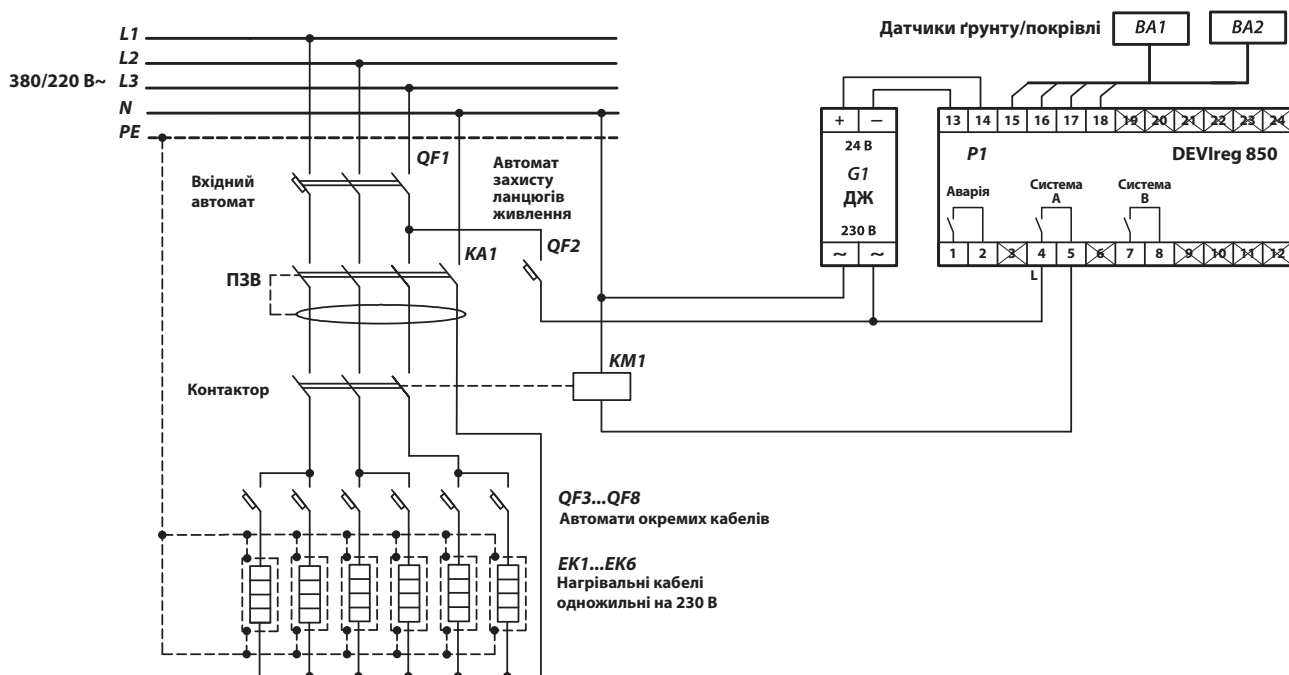 L1
L2
380/220 В~ L3
N
PE
Датчики ґрунту/покрівлі
BA1
BA2
QF1
Вхідний
автомат
Автомат
захисту
ланцюгів
живлення
QF2
KA1
ПЗВ
+ −
24 В
G1
ДЖ
230 В
~ ~
13 14 15 16 17 18 19 20 21 22 23 24
P1
DEVIreg 850
Аварія
Система
А
Система
В
1 2 3 4 5 6 7 8 9 10 11 12
L
KM1
Контактор
QF3...QF8
Автомати окремих кабелів
EK1...EK6
Нагрівальні кабелі
одножильні на 230 В